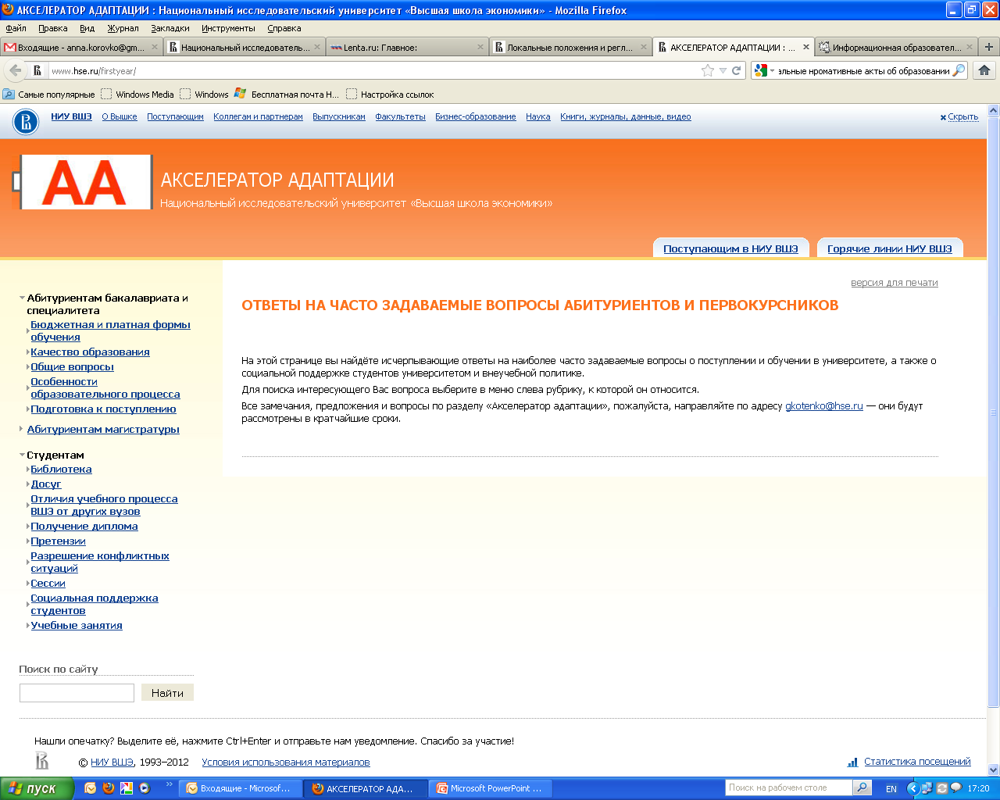 АКСЕЛЕРАТОР АДАПТАЦИИ : Национальный исследовательский университет «Высшая школа экономики» - Mozilla Firefox
Файл Правка Вид Журнал Закладки Инструменты Справка
Входящие - anna.korovko@gm... Национальный исследователь... Lenta.ru: Главное: Локальные положения и регл... АКСЕЛЕРАТОР АДАПТАЦИИ : ... Информационная образовател...
www.hse.ru/firstyear/ альные нромативные акты об образовании
Самые популярные Windows Media Windows Бесплатная почта H... Настройка ссылок
НИУ ВШЭ О Вышке Поступающим Коллегам и партнерам Выпускникам Факультеты Бизнес-образование Наука Книги, журналы, данные, видео Скрыть
AA
АКСЕЛЕРАТОР АДАПТАЦИИ
Национальный исследовательский университет «Высшая школа экономики»
Поступающим в НИУ ВШЭ Горячие линии НИУ ВШЭ
Абитуриентам бакалавриата и
специалитета
Бюджетная и платная формы
обучения
Качество образования
Общие вопросы
Особенности
образовательного процесса
Подготовка к поступлению
Абитуриентам магистратуры
Студентам
Библиотека
Досуг
Отличия учебного процесса
ВШЭ от других вузов
Получение диплома
Претензии
Разрешение конфликтных
ситуаций
Сессии
Социальная поддержка
студентов
Учебные занятия
Поиск по сайту
Найти
версия для печати
ОТВЕТЫ НА ЧАСТО ЗАДАВАЕМЫЕ ВОПРОСЫ АБИТУРИЕНТОВ И ПЕРВОКУРСНИКОВ
На этой странице вы найдёте исчерпывающие ответы на наиболее часто задаваемые вопросы о поступлении и обучении в университете, а также о
социальной поддержке студентов университетом и внеучебной политике.
Для поиска интересующего Вас вопроса выберите в меню слева рубрику, к которой он относится.
Все замечания, предложения и вопросы по разделу «Акселератор адаптации», пожалуйста, направляйте по адресу gkotenko@hse.ru — они будут
рассмотрены в кратчайшие сроки.
Нашли опечатку? Выделите её, нажмите Ctrl+Enter и отправьте нам уведомление. Спасибо за участие!
© НИУ ВШЭ, 1993–2012 Условия использования материалов Статистика посещений
пуск Входящие - Microsof... АКСЕЛЕРАТОР АДА... Microsoft PowerPoint ... Поиск на рабочем столе EN 17:20